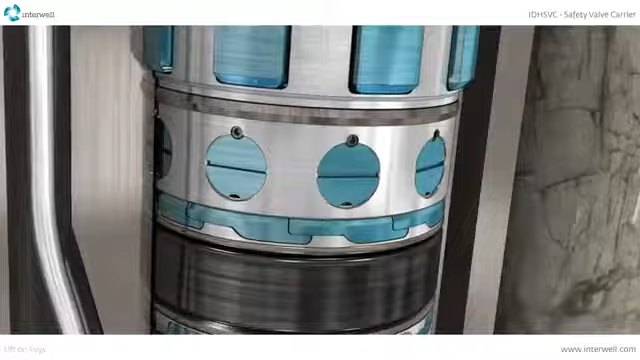 interwell
IDHSVC - Safety Valve Carrier
Lift on keys
www.interwell.com